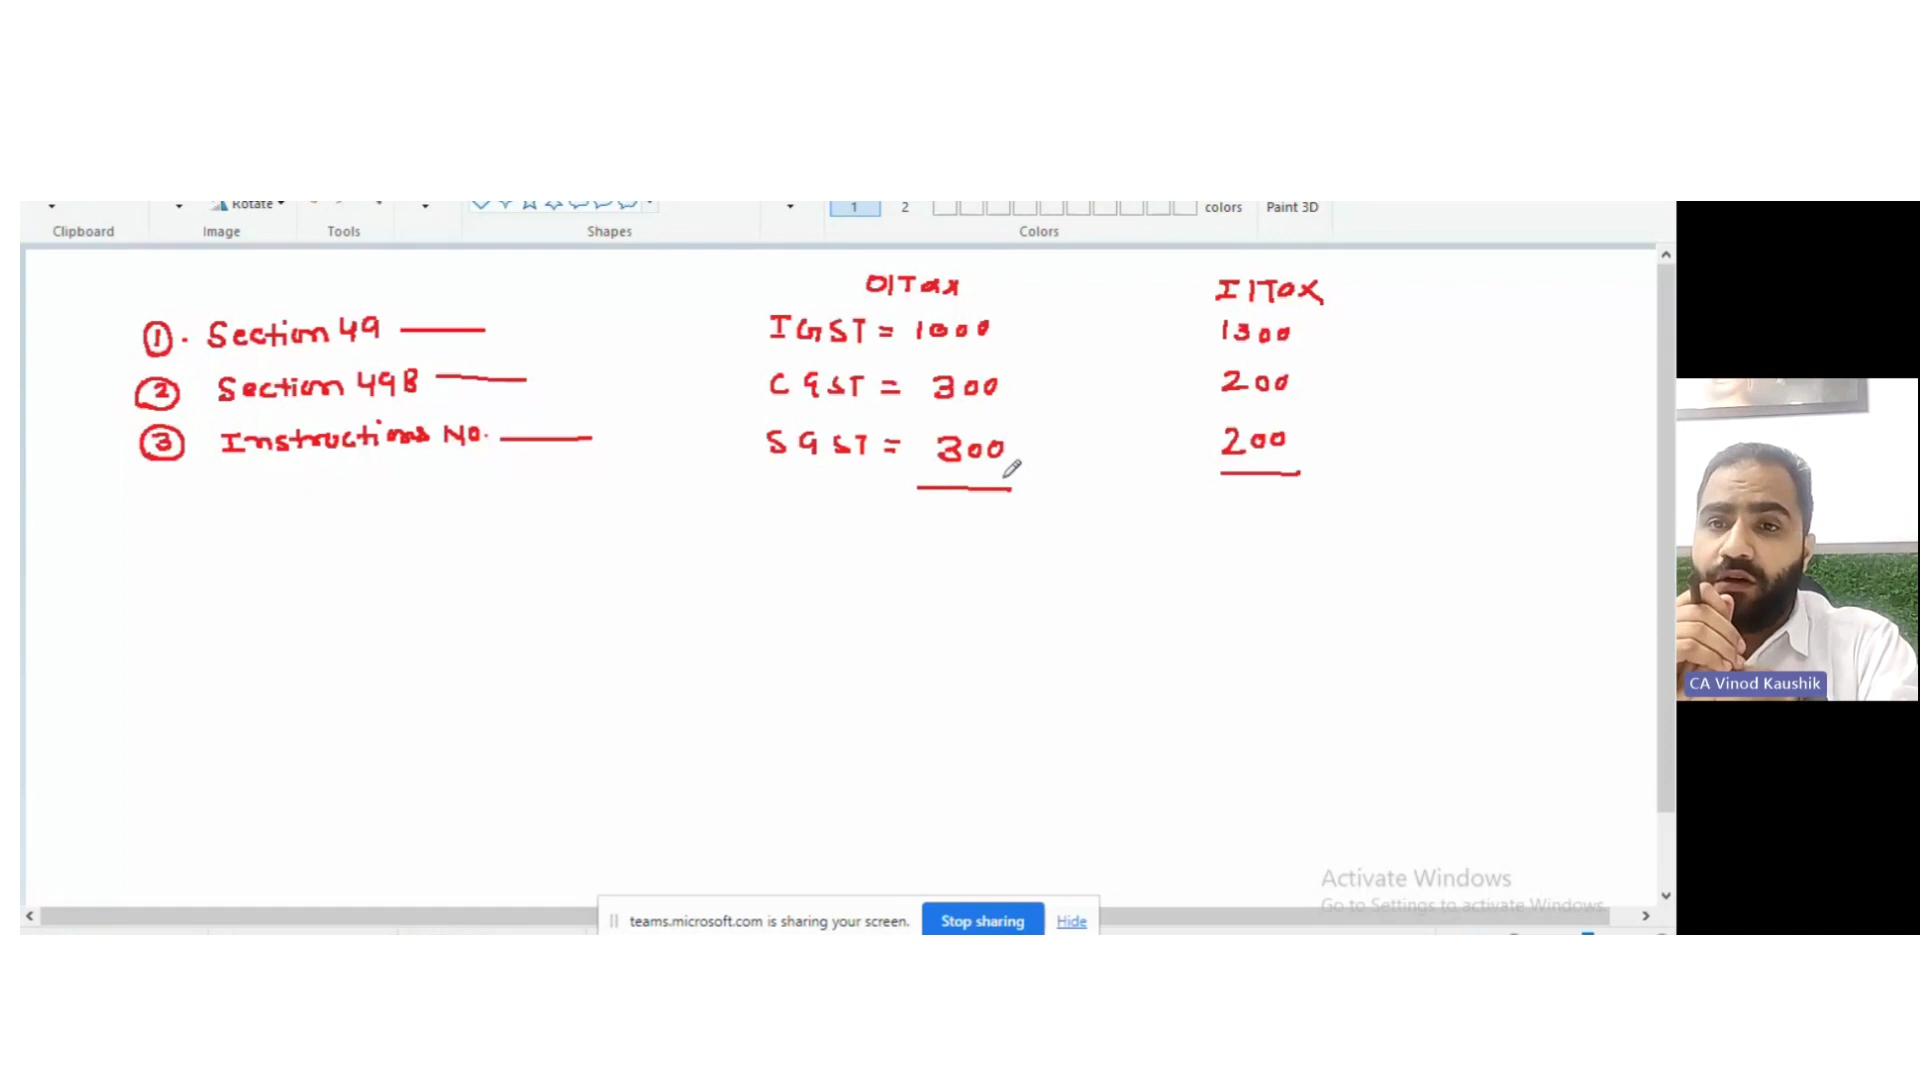 Rotate
1 2 colors Paint 3D
Clipboard Image Tools Shapes Colors
O/Tax I/Tax
①. Section 49 —— IGST = 1000 1300
② Section 49B —— CGST = 300 200
③ Instructions No. —— SGST = 300 200
CA Vinod Kaushik
Activate Windows
Go to Settings to activate Windows.
teams.microsoft.com is sharing your screen. Stop sharing Hide